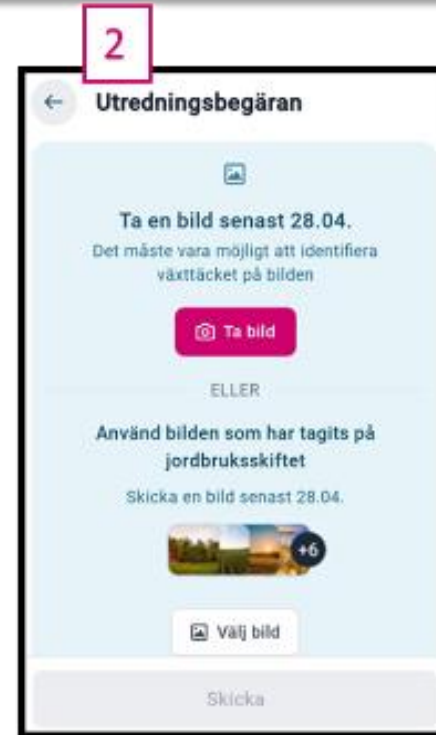 2
Utredningsbegäran
Ta en bild senast 28.04.
Det måste vara möjligt att identifiera
växttäcket på bilden
Ta bild
ELLER
Använd bilden som har tagits på
jordbruksskiftet
Skicka en bild senast 28.04.
+6
Välj bild
Skicka